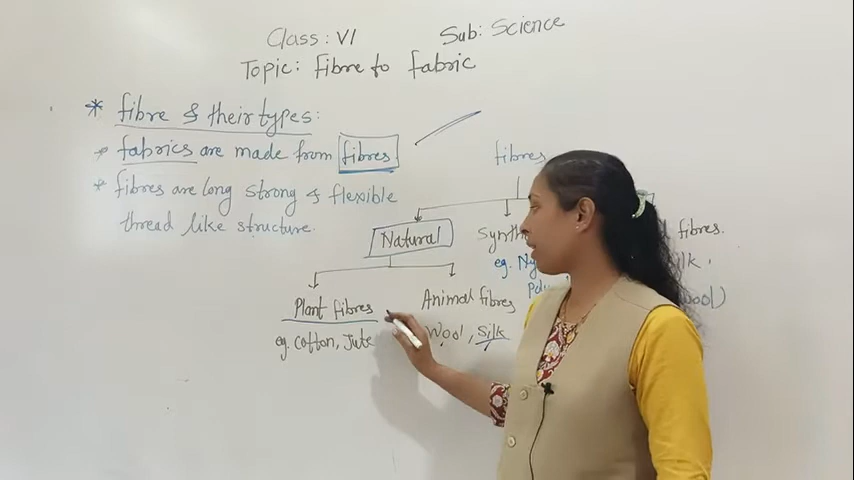 Class: VI Sub: Science
Topic: Fibre to fabric
* fibre & their types:
* fabrics are made from fibres
* fibres are long strong & flexible
thread like structure.
fibres
Natural
fibres.
eg.
Plant fibres
Animal fibres
eg. Cotton, Jute
Wool, Silk